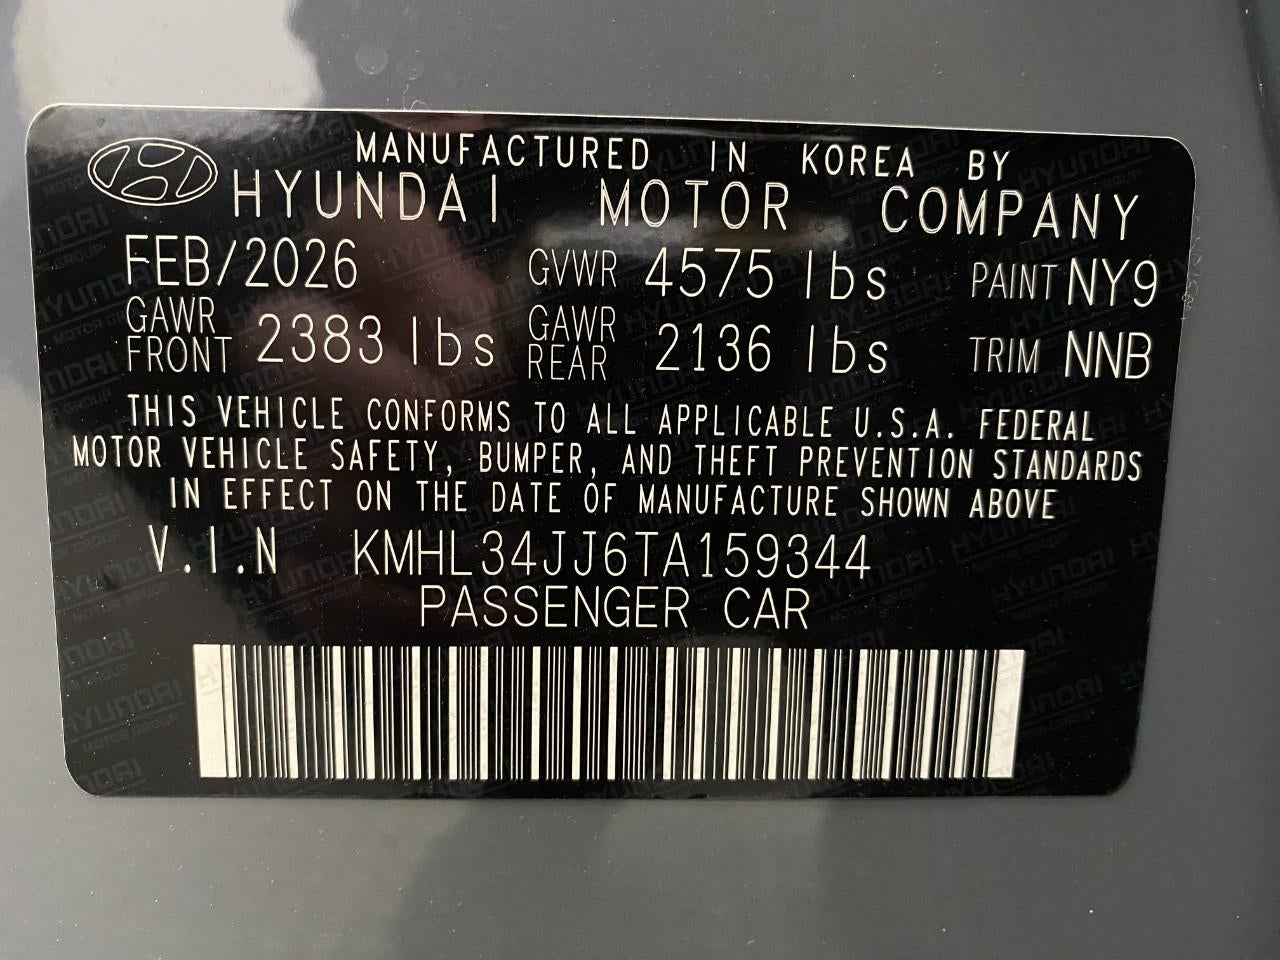 MANUFACTURED IN KOREA BY
HYUNDAI MOTOR COMPANY
FEB/2026 GVWR 4575 lbs PAINT NY9
GAWR FRONT 2383 lbs GAWR REAR 2136 lbs TRIM NNB
THIS VEHICLE CONFORMS TO ALL APPLICABLE U.S.A. FEDERAL
MOTOR VEHICLE SAFETY, BUMPER, AND THEFT PREVENTION STANDARDS
IN EFFECT ON THE DATE OF MANUFACTURE SHOWN ABOVE
V.I.N KMHL34JJ6TA159344
PASSENGER CAR